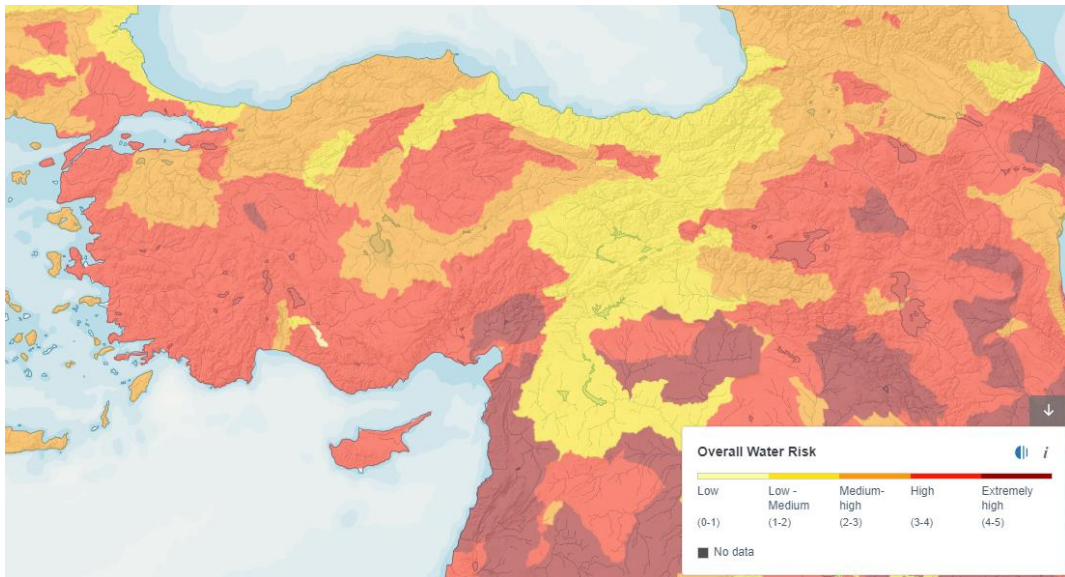 Overall Water Risk i
Low Low - Medium Medium-high High Extremely high
(0-1) (1-2) (2-3) (3-4) (4-5)
No data